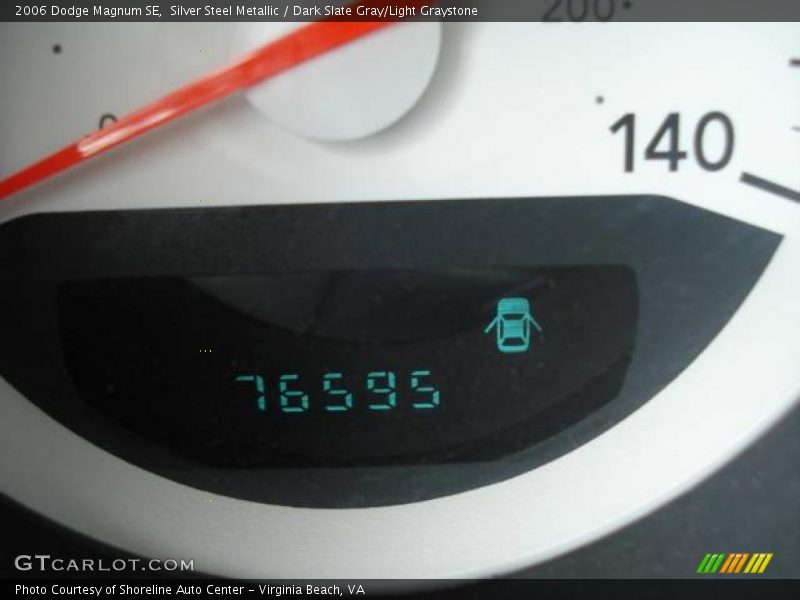 2006 Dodge Magnum SE,  Silver Steel Metallic / Dark Slate Gray/Light Graystone
200
0
140
76595
GTCARLOT.COM
Photo Courtesy of Shoreline Auto Center - Virginia Beach, VA